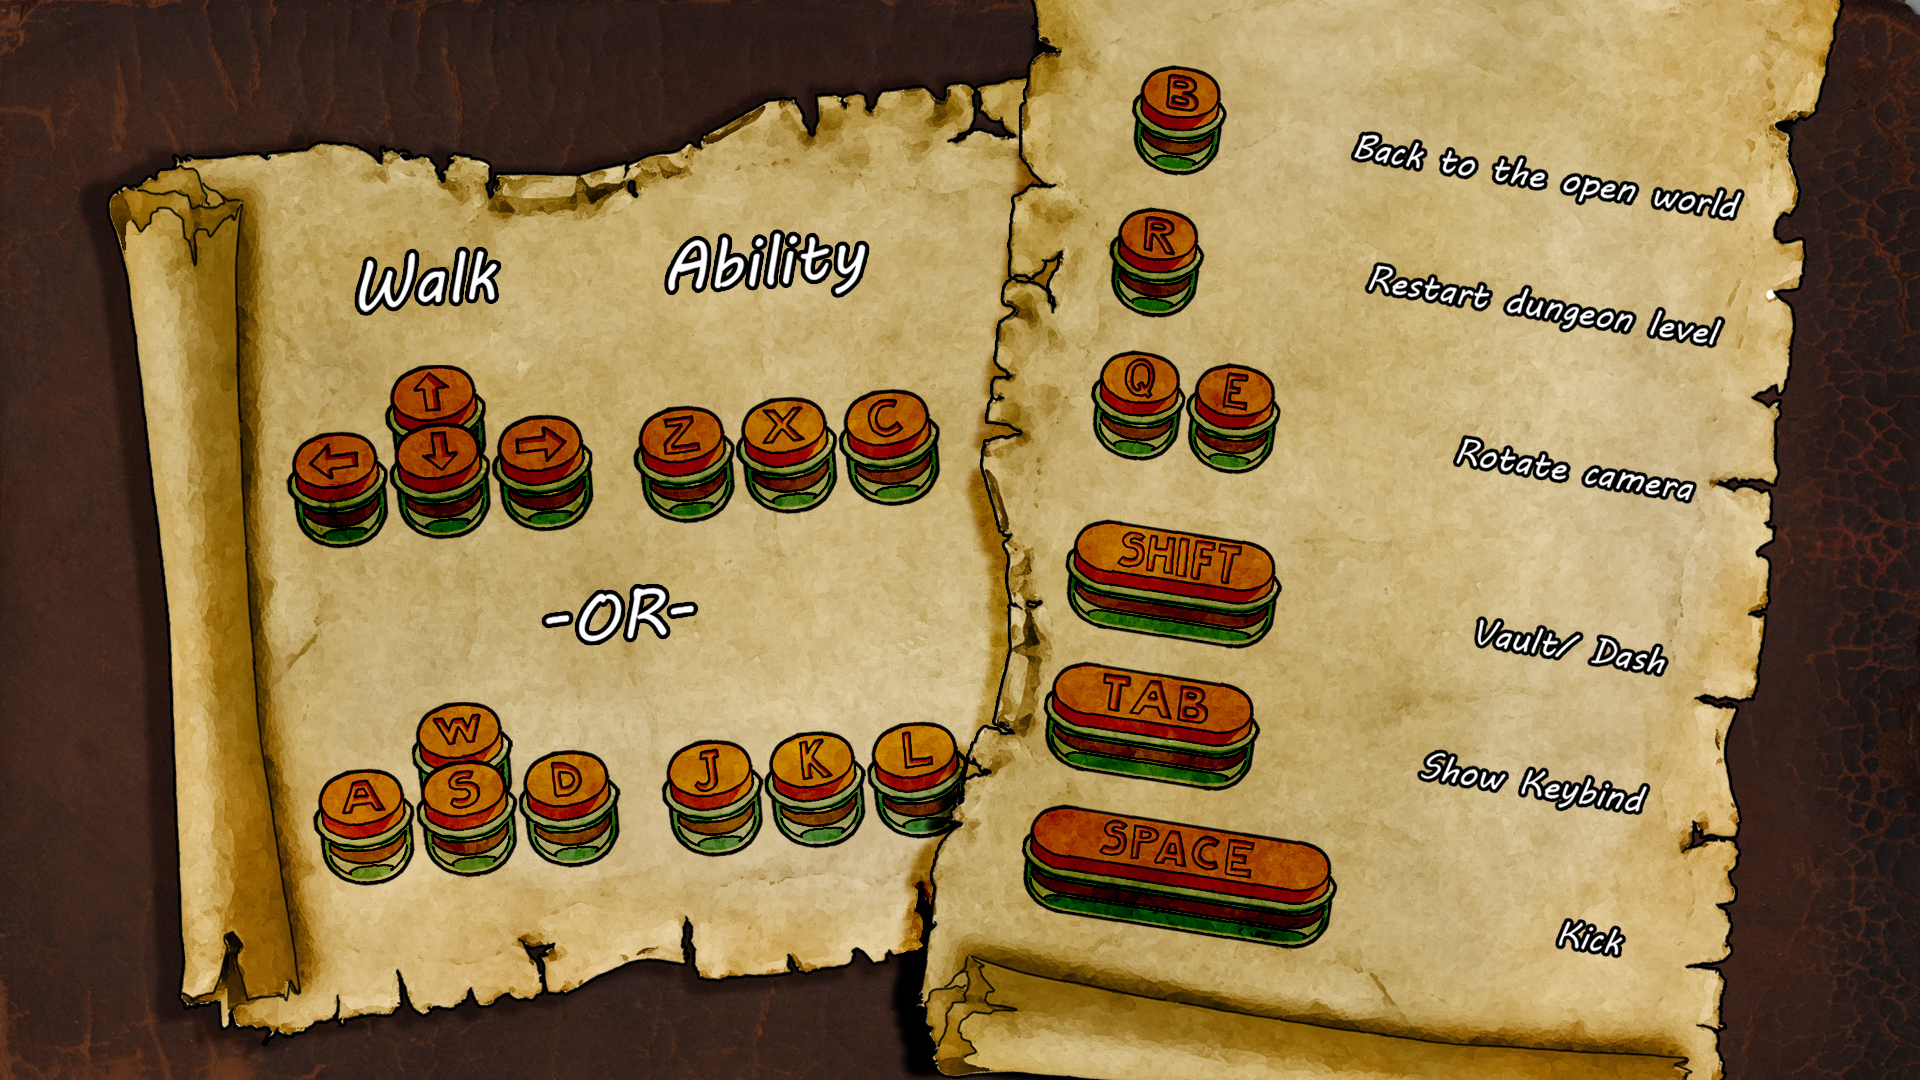 Walk Ability
↑
← ↓ → Z X C
-OR-
W
A S D J K L
B Back to the open world
R Restart dungeon level
Q E Rotate camera
SHIFT Vault/ Dash
TAB Show Keybind
SPACE Kick